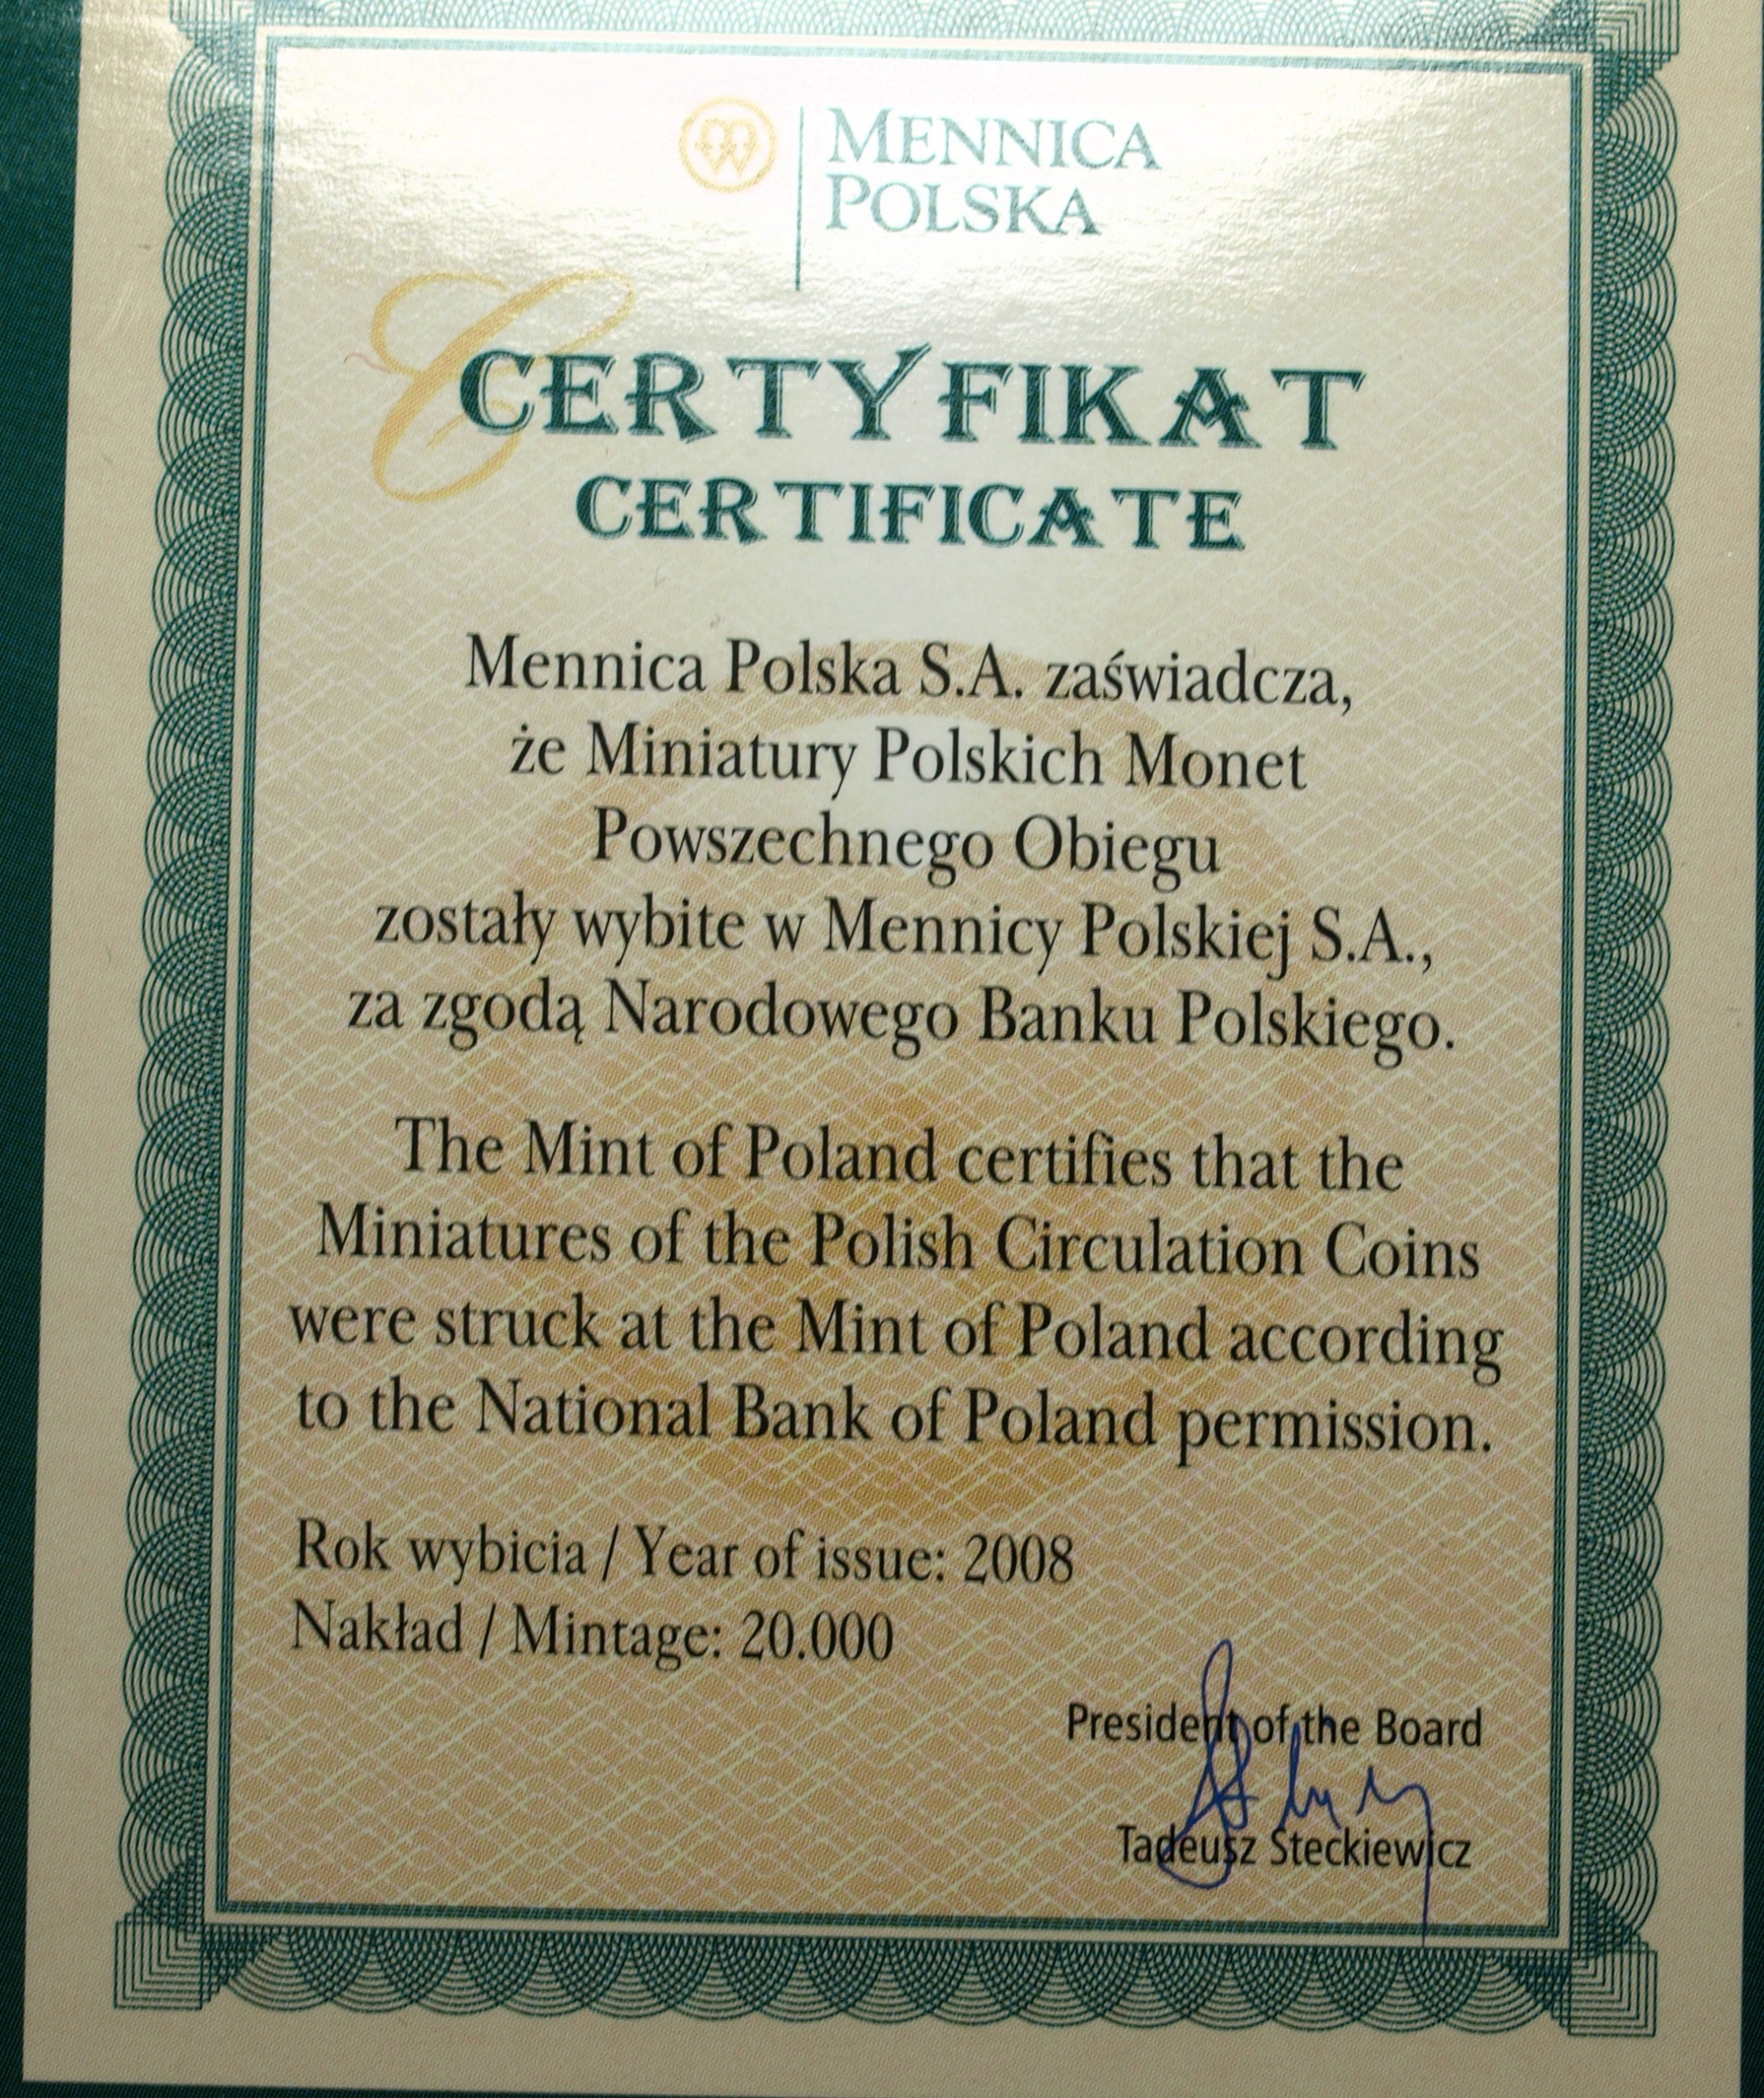 MENNICA
POLSKA
CERTYFIKAT
CERTIFICATE
Mennica Polska S.A. zaświadcza,
że Miniatury Polskich Monet
Powszechnego Obiegu
zostały wybite w Mennicy Polskiej S.A.,
za zgodą Narodowego Banku Polskiego.
The Mint of Poland certifies that the
Miniatures of the Polish Circulation Coins
were struck at the Mint of Poland according
to the National Bank of Poland permission.
Rok wybicia / Year of issue: 2008
Nakład / Mintage: 20.000
President of the Board
Tadeusz Steckiewicz